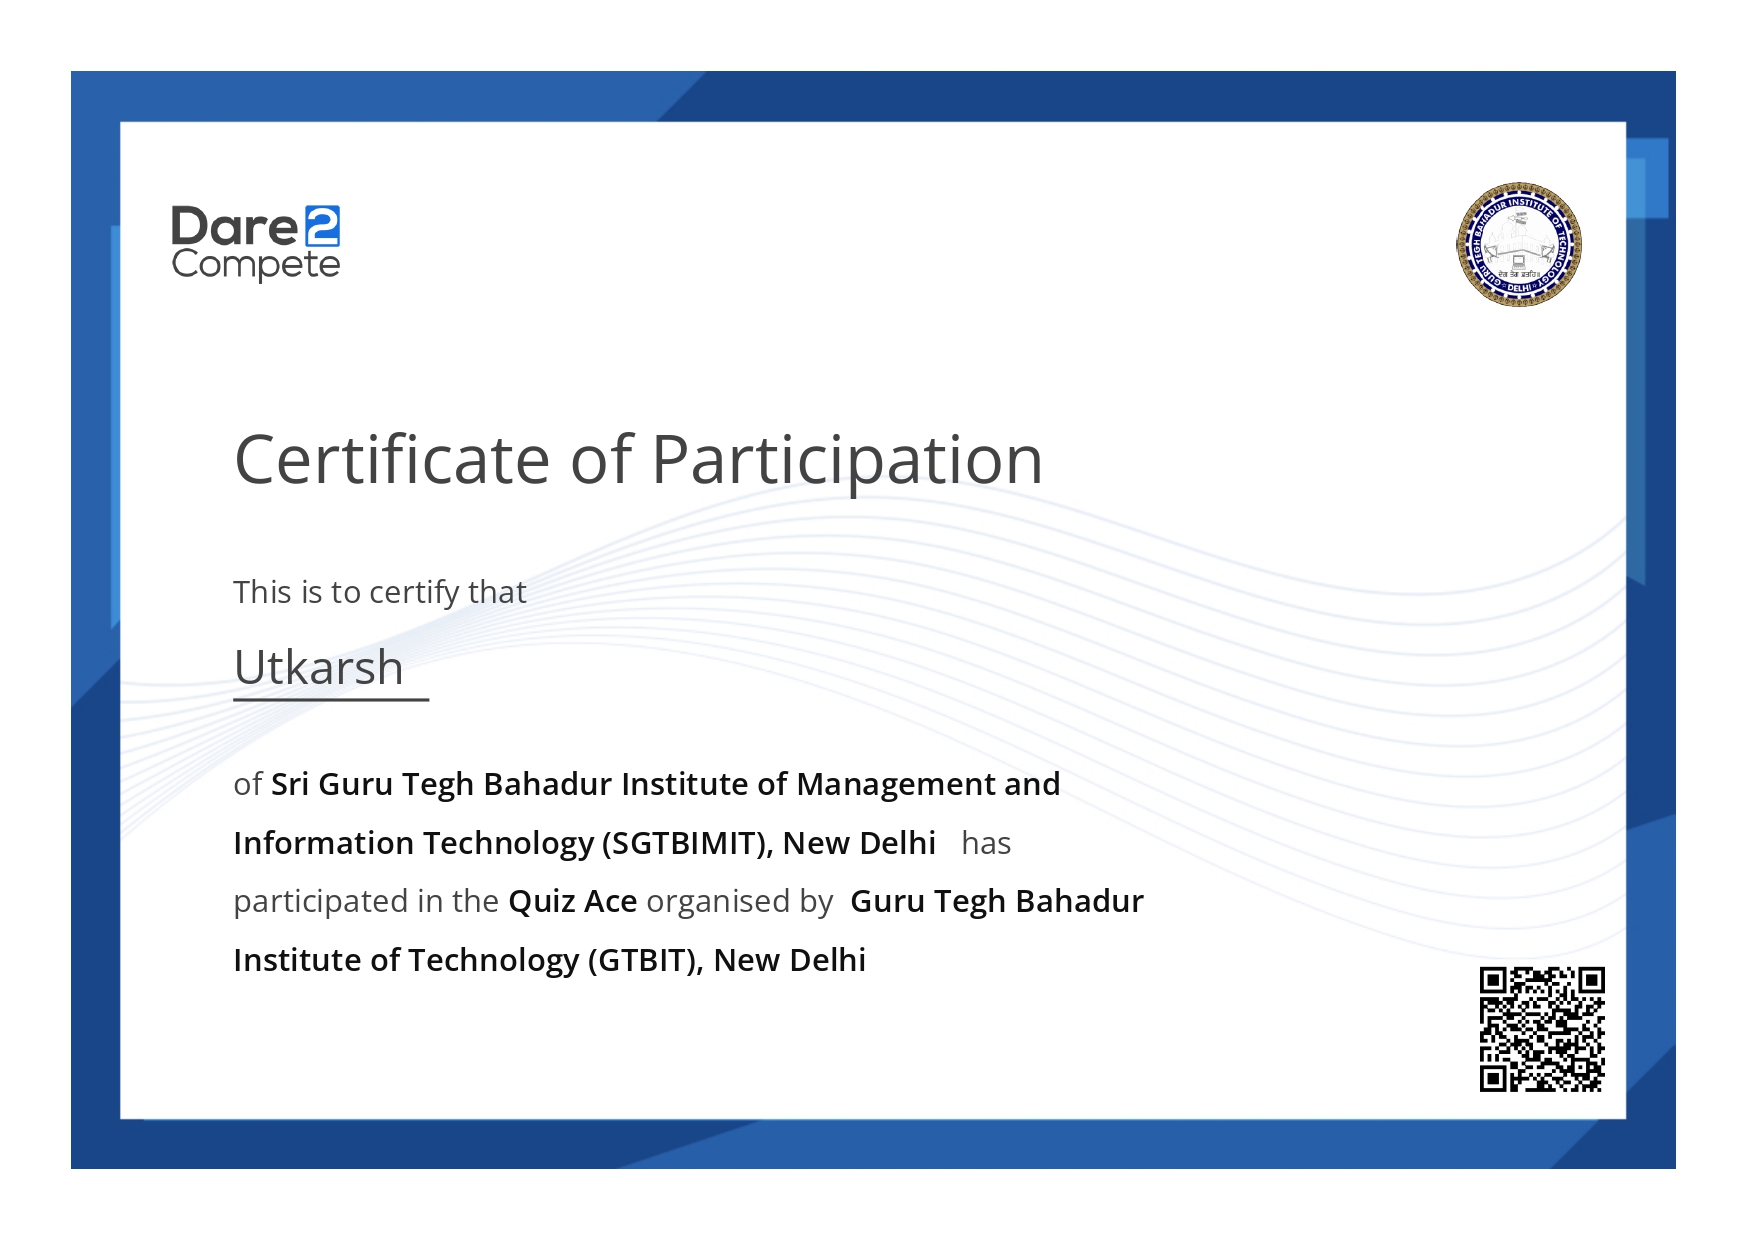 Dare2
Compete
GURU TEGH BAHADUR INSTITUTE OF TECHNOLOGY
DELHI
Certificate of Participation
This is to certify that
Utkarsh
of Sri Guru Tegh Bahadur Institute of Management and
Information Technology (SGTBIMIT), New Delhi has
participated in the Quiz Ace organised by Guru Tegh Bahadur
Institute of Technology (GTBIT), New Delhi